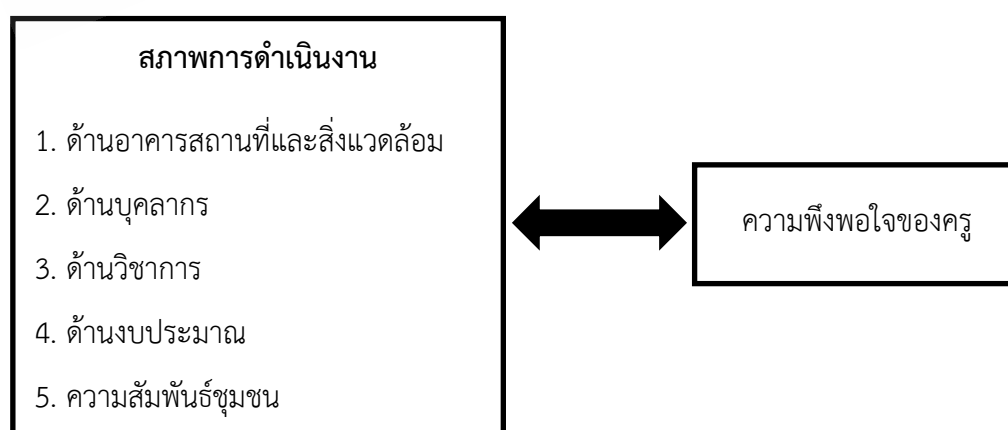 สภาพการดำเนินงาน
1. ด้านอาคารสถานที่และสิ่งแวดล้อม
2. ด้านบุคลากร
3. ด้านวิชาการ
4. ด้านงบประมาณ
5. ความสัมพันธ์ชุมชน
ความพึงพอใจของครู